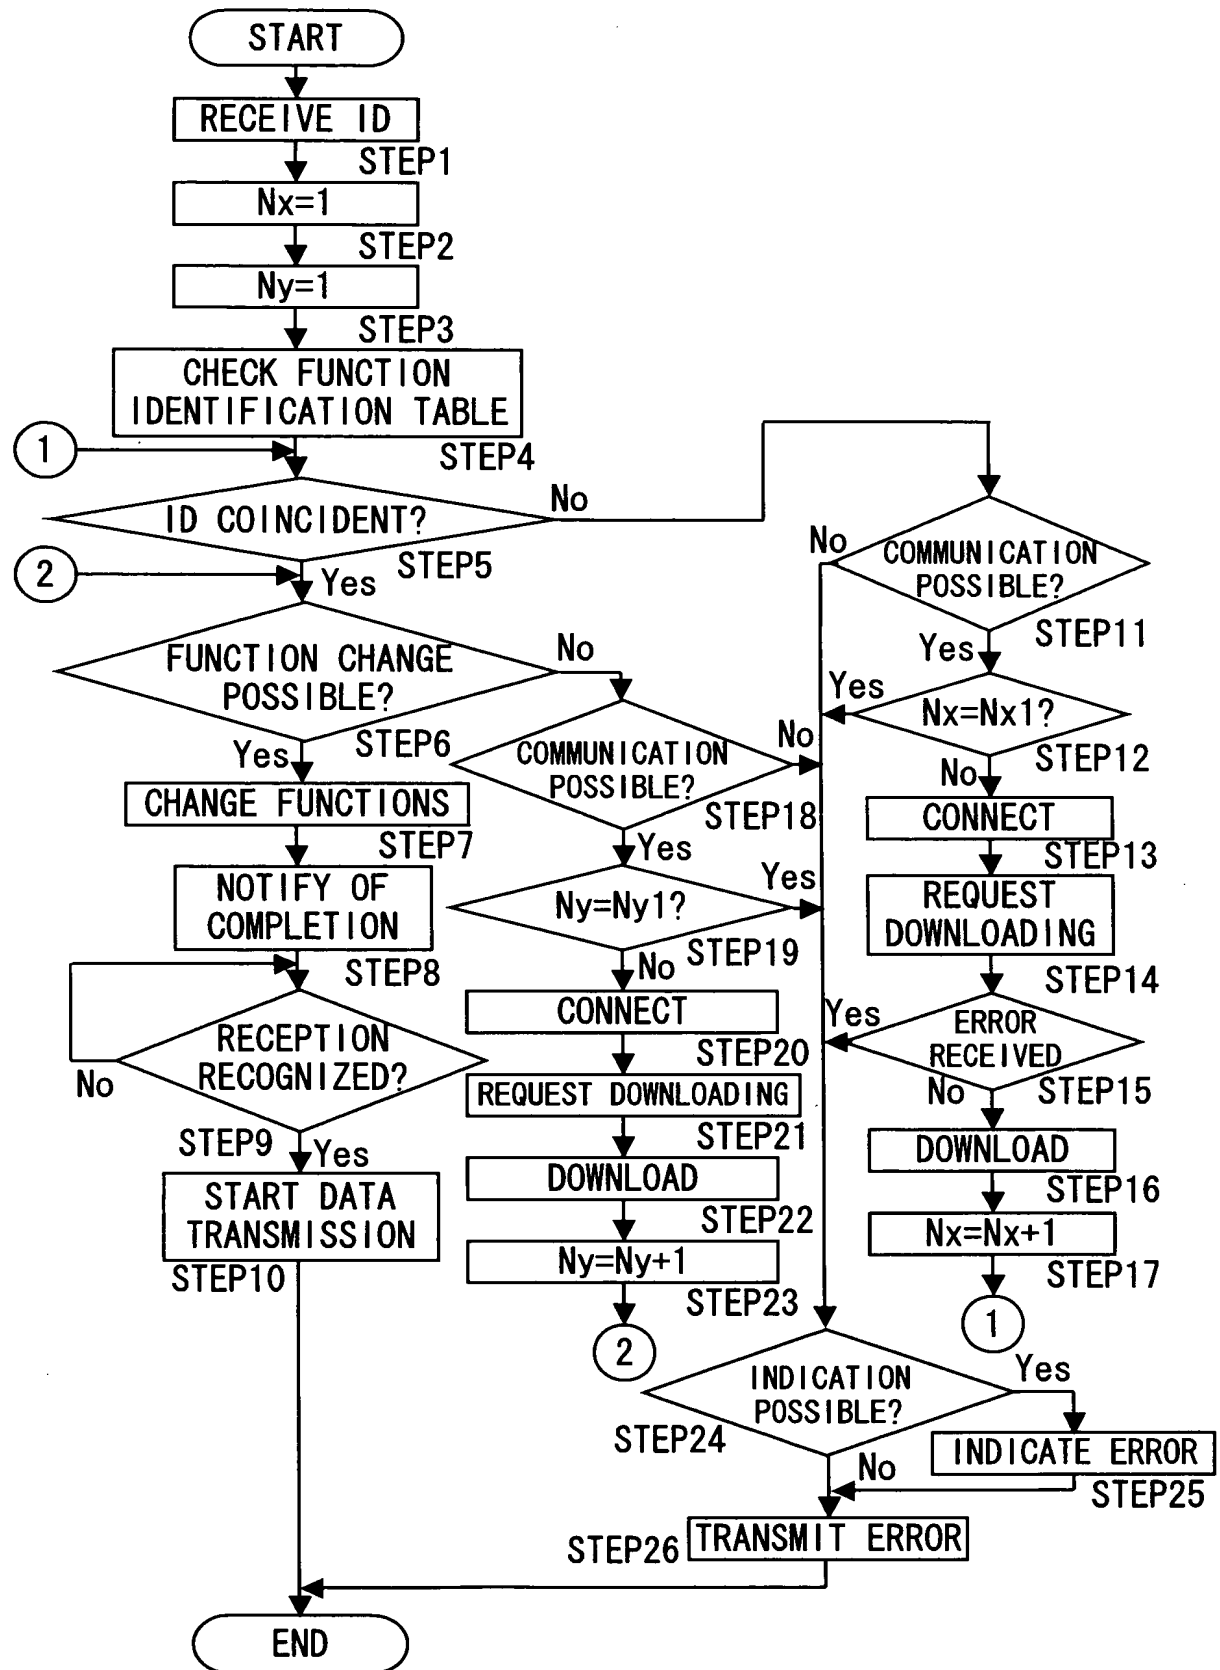 START
RECEIVE ID
STEP1
Nx=1
STEP2
Ny=1
STEP3
CHECK FUNCTION
IDENTIFICATION TABLE
STEP4
1
ID COINCIDENT?
No
STEP5
2
Yes
FUNCTION CHANGE
POSSIBLE?
No
STEP6
Yes
CHANGE FUNCTIONS
STEP7
NOTIFY OF
COMPLETION
STEP8
RECEPTION
RECOGNIZED?
No
STEP9
Yes
START DATA
TRANSMISSION
STEP10
COMMUNICATION
POSSIBLE?
No
STEP11
Yes
Nx=Nx1?
Yes
STEP12
No
CONNECT
STEP13
REQUEST
DOWNLOADING
STEP14
ERROR
RECEIVED
Yes
STEP15
No
DOWNLOAD
STEP16
Nx=Nx+1
STEP17
1
COMMUNICATION
POSSIBLE?
No
STEP18
Yes
Ny=Ny1?
Yes
STEP19
No
CONNECT
STEP20
REQUEST DOWNLOADING
STEP21
DOWNLOAD
STEP22
Ny=Ny+1
STEP23
2
INDICATION
POSSIBLE?
Yes
STEP24
No
INDICATE ERROR
STEP25
TRANSMIT ERROR
STEP26
END